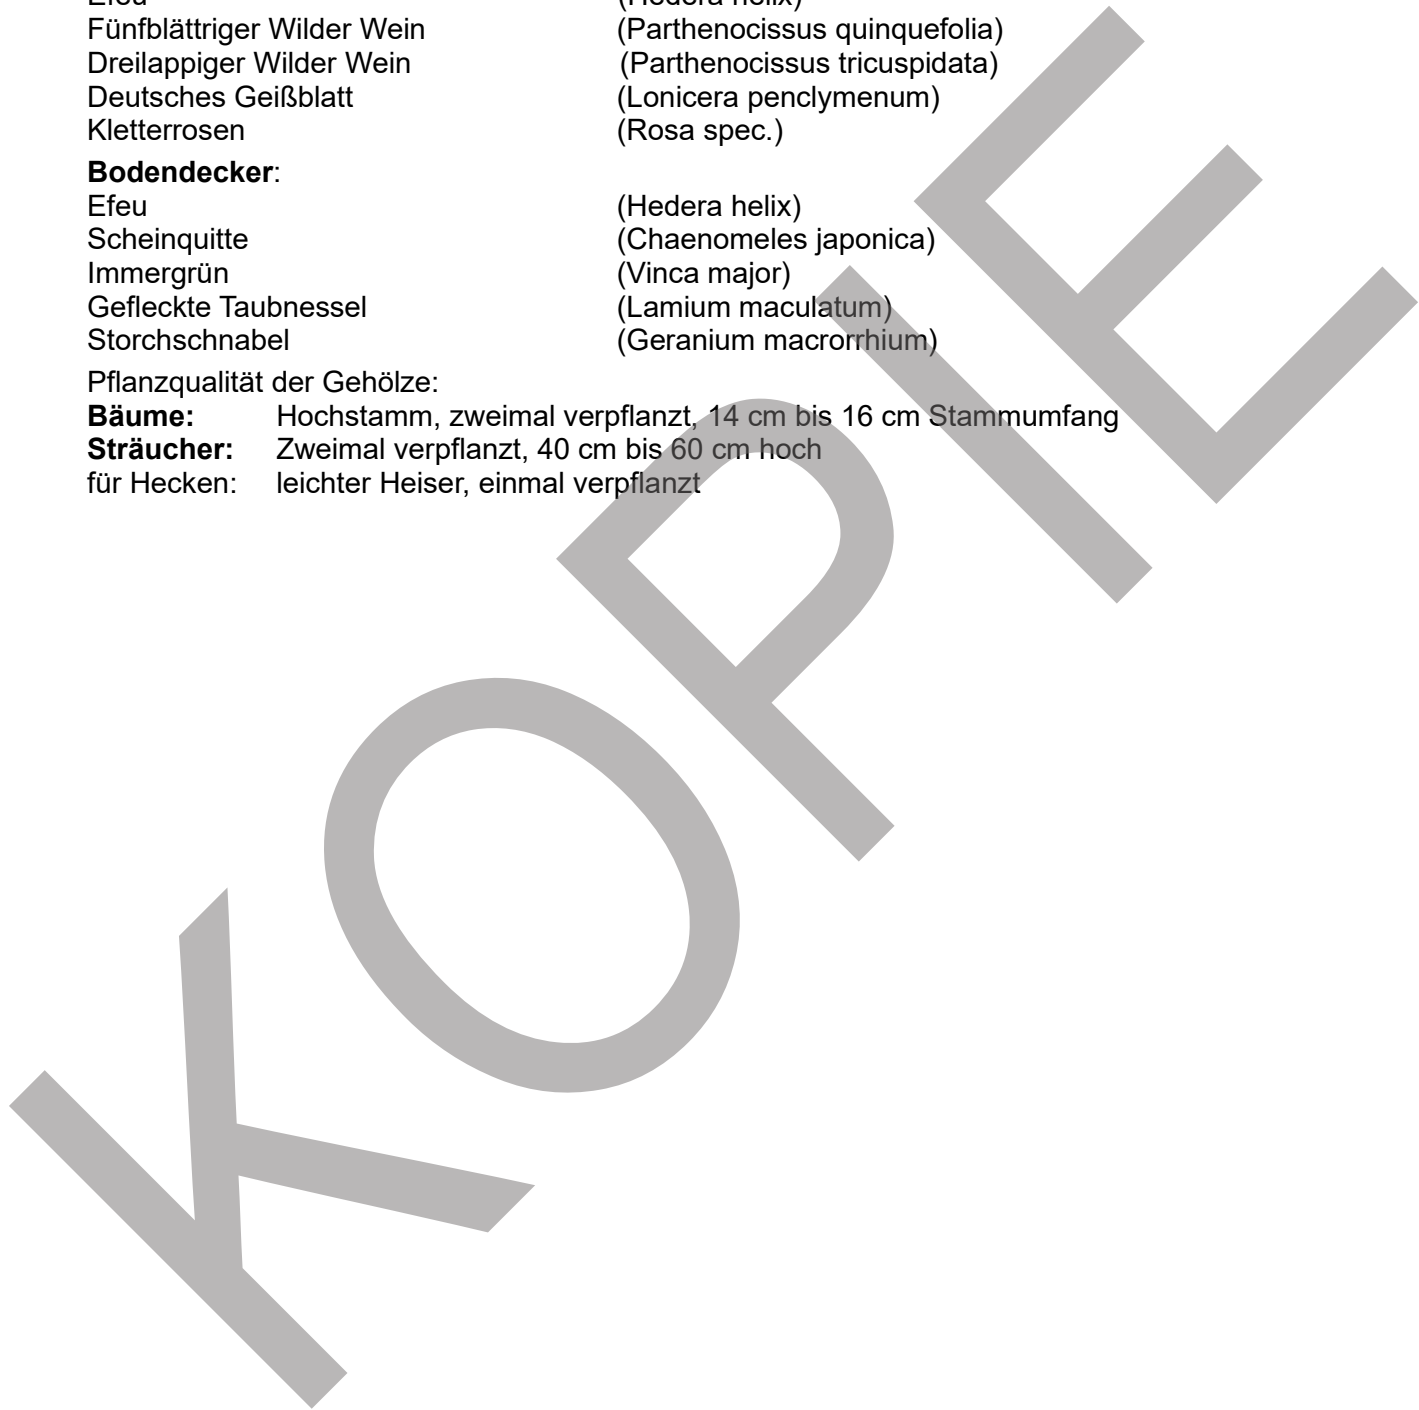 Efeu (Hedera helix)
Fünfblättriger Wilder Wein (Parthenocissus quinquefolia)
Dreilappiger Wilder Wein (Parthenocissus tricuspidata)
Deutsches Geißblatt (Lonicera penclymenum)
Kletterrosen (Rosa spec.)
Bodendecker:
Efeu (Hedera helix)
Scheinquitte (Chaenomeles japonica)
Immergrün (Vinca major)
Gefleckte Taubnessel (Lamium maculatum)
Storchschnabel (Geranium macrorrhium)
Pflanzqualität der Gehölze:
Bäume: Hochstamm, zweimal verpflanzt, 14 cm bis 16 cm Stammumfang
Sträucher: Zweimal verpflanzt, 40 cm bis 60 cm hoch
für Hecken: leichter Heiser, einmal verpflanzt
KOPIE